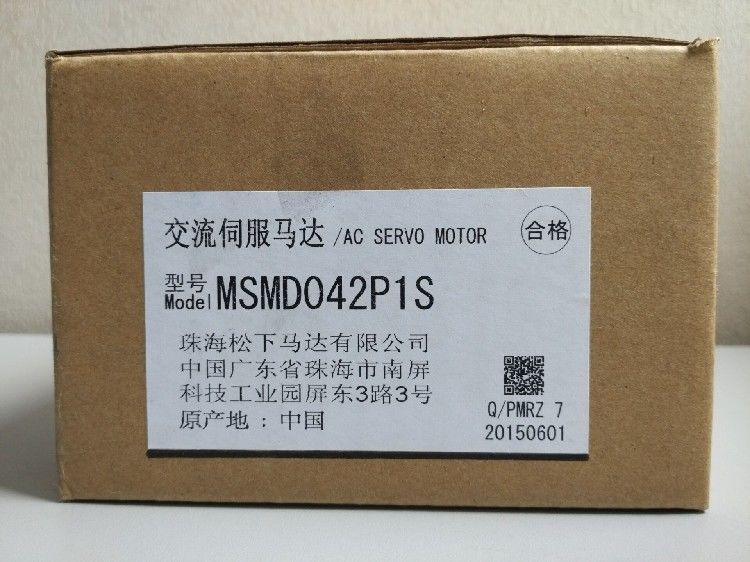 交流伺服马达 /AC SERVO MOTOR
合格
型号
Model MSMD042P1S
珠海松下马达有限公司
中国广东省珠海市南屏
科技工业园屏东3路3号
原产地：中国
Q/PMRZ 7
20150601